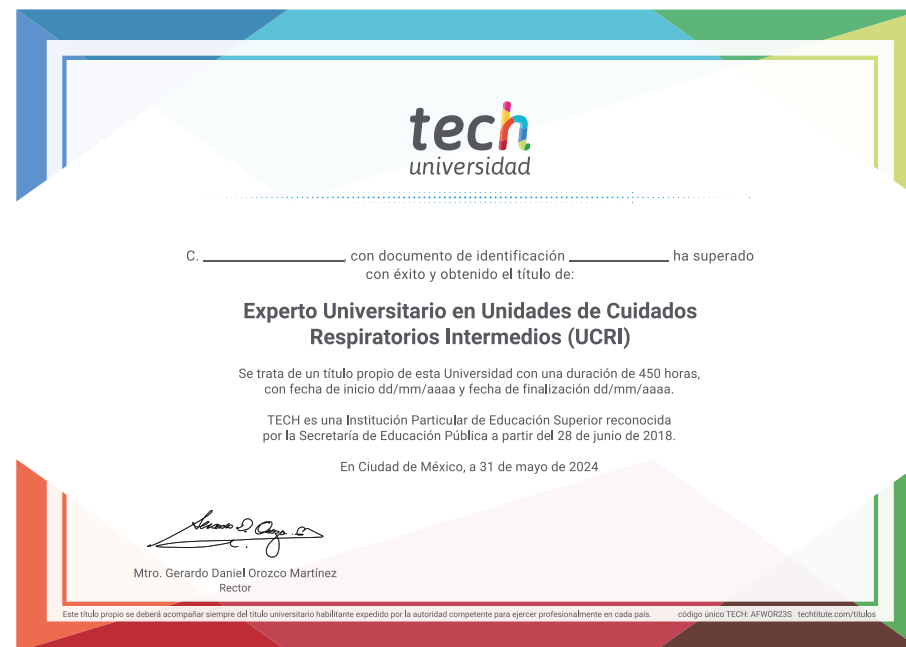 tech
universidad
C. ____________, con documento de identificación ____________ ha superado
con éxito y obtenido el título de:
Experto Universitario en Unidades de Cuidados
Respiratorios Intermedios (UCRI)
Se trata de un título propio de esta Universidad con una duración de 450 horas,
con fecha de inicio dd/mm/aaaa y fecha de finalización dd/mm/aaaa.
TECH es una Institución Particular de Educación Superior reconocida
por la Secretaría de Educación Pública a partir del 28 de junio de 2018.
En Ciudad de México, a 31 de mayo de 2024
Mtro. Gerardo Daniel Orozco Martínez
Rector
Este título propio se deberá acompañar siempre del título universitario habilitante expedido por la autoridad competente para ejercer profesionalmente en cada país. código único TECH: AFWOR23S techtitute.com/titulos